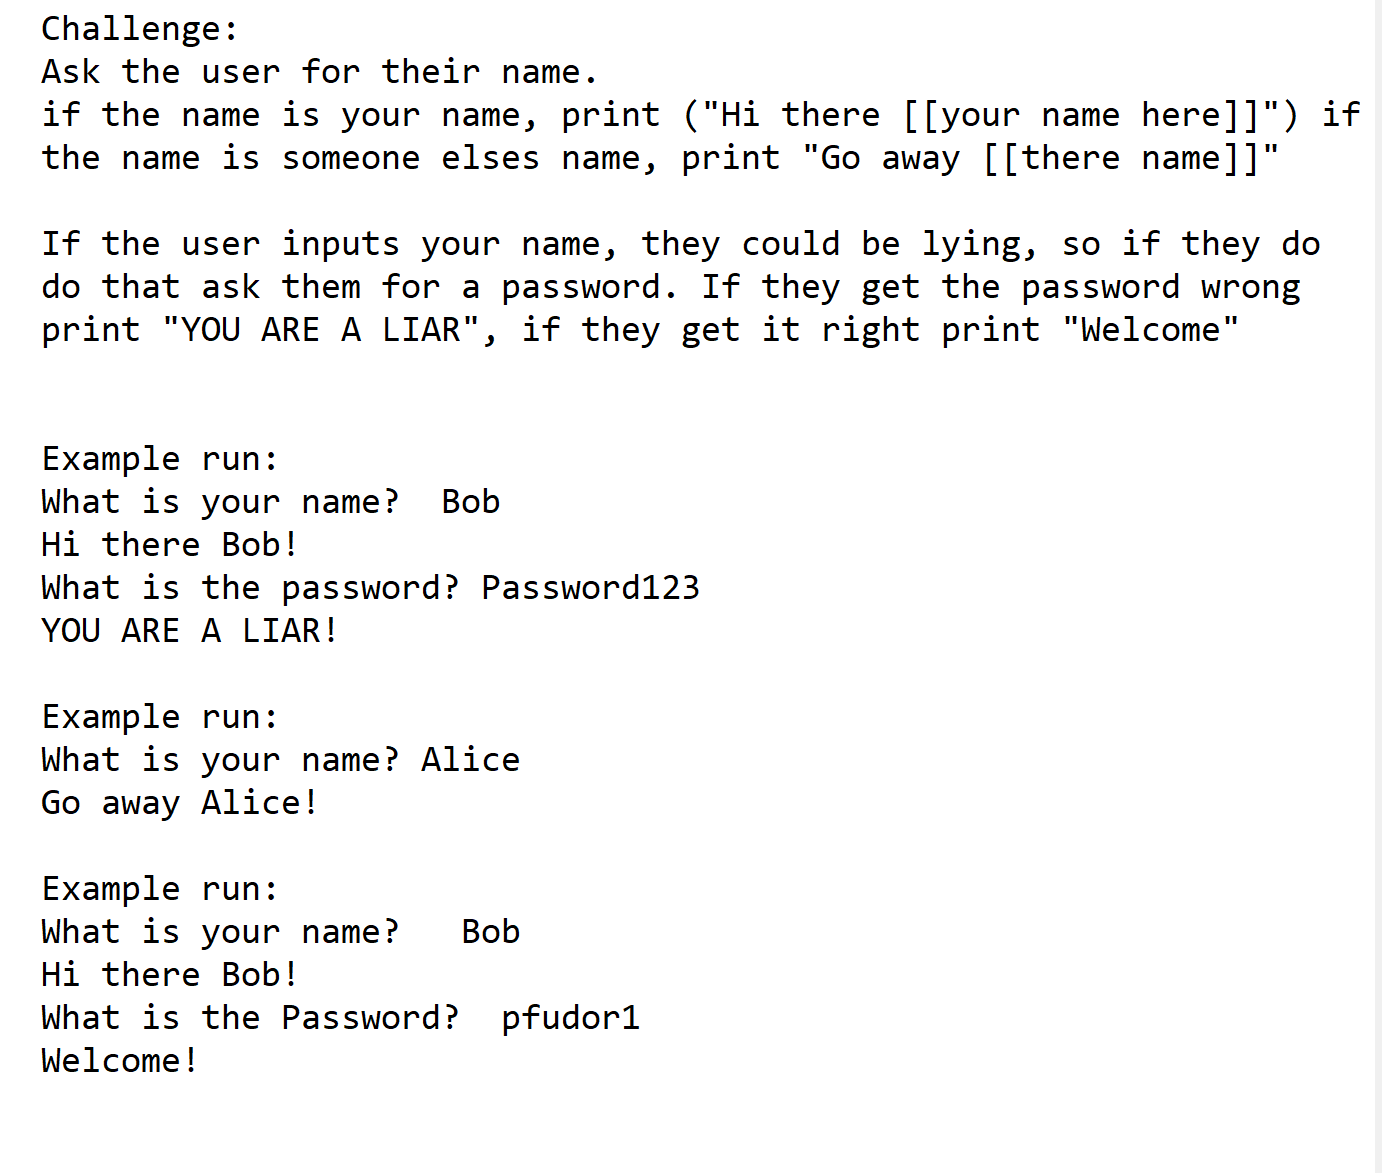 Challenge:
Ask the user for their name.
if the name is your name, print ("Hi there [[your name here]]") if
the name is someone elses name, print "Go away [[there name]]"
If the user inputs your name, they could be lying, so if they do
do that ask them for a password. If they get the password wrong
print "YOU ARE A LIAR", if they get it right print "Welcome"
Example run:
What is your name?  Bob
Hi there Bob!
What is the password? Password123
YOU ARE A LIAR!
Example run:
What is your name? Alice
Go away Alice!
Example run:
What is your name?   Bob
Hi there Bob!
What is the Password?  pfudor1
Welcome!